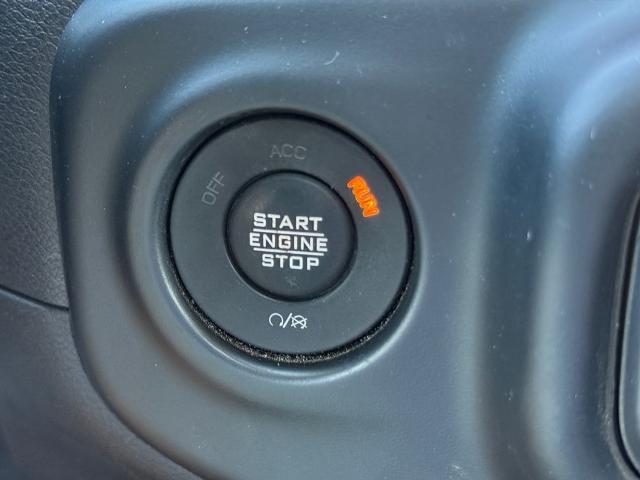 ACC
OFF
RUN
START
ENGINE
STOP